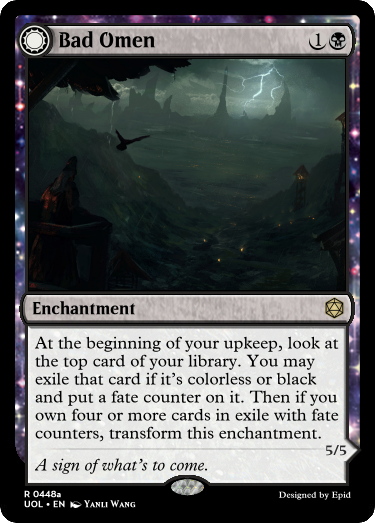 Bad Omen 1
Enchantment
At the beginning of your upkeep, look at
the top card of your library. You may
exile that card if it's colorless or black
and put a fate counter on it. Then if you
own four or more cards in exile with fate
counters, transform this enchantment.
5/5
A sign of what's to come.
R 0448a
UOL • EN Yanli Wang
Designed by Epid